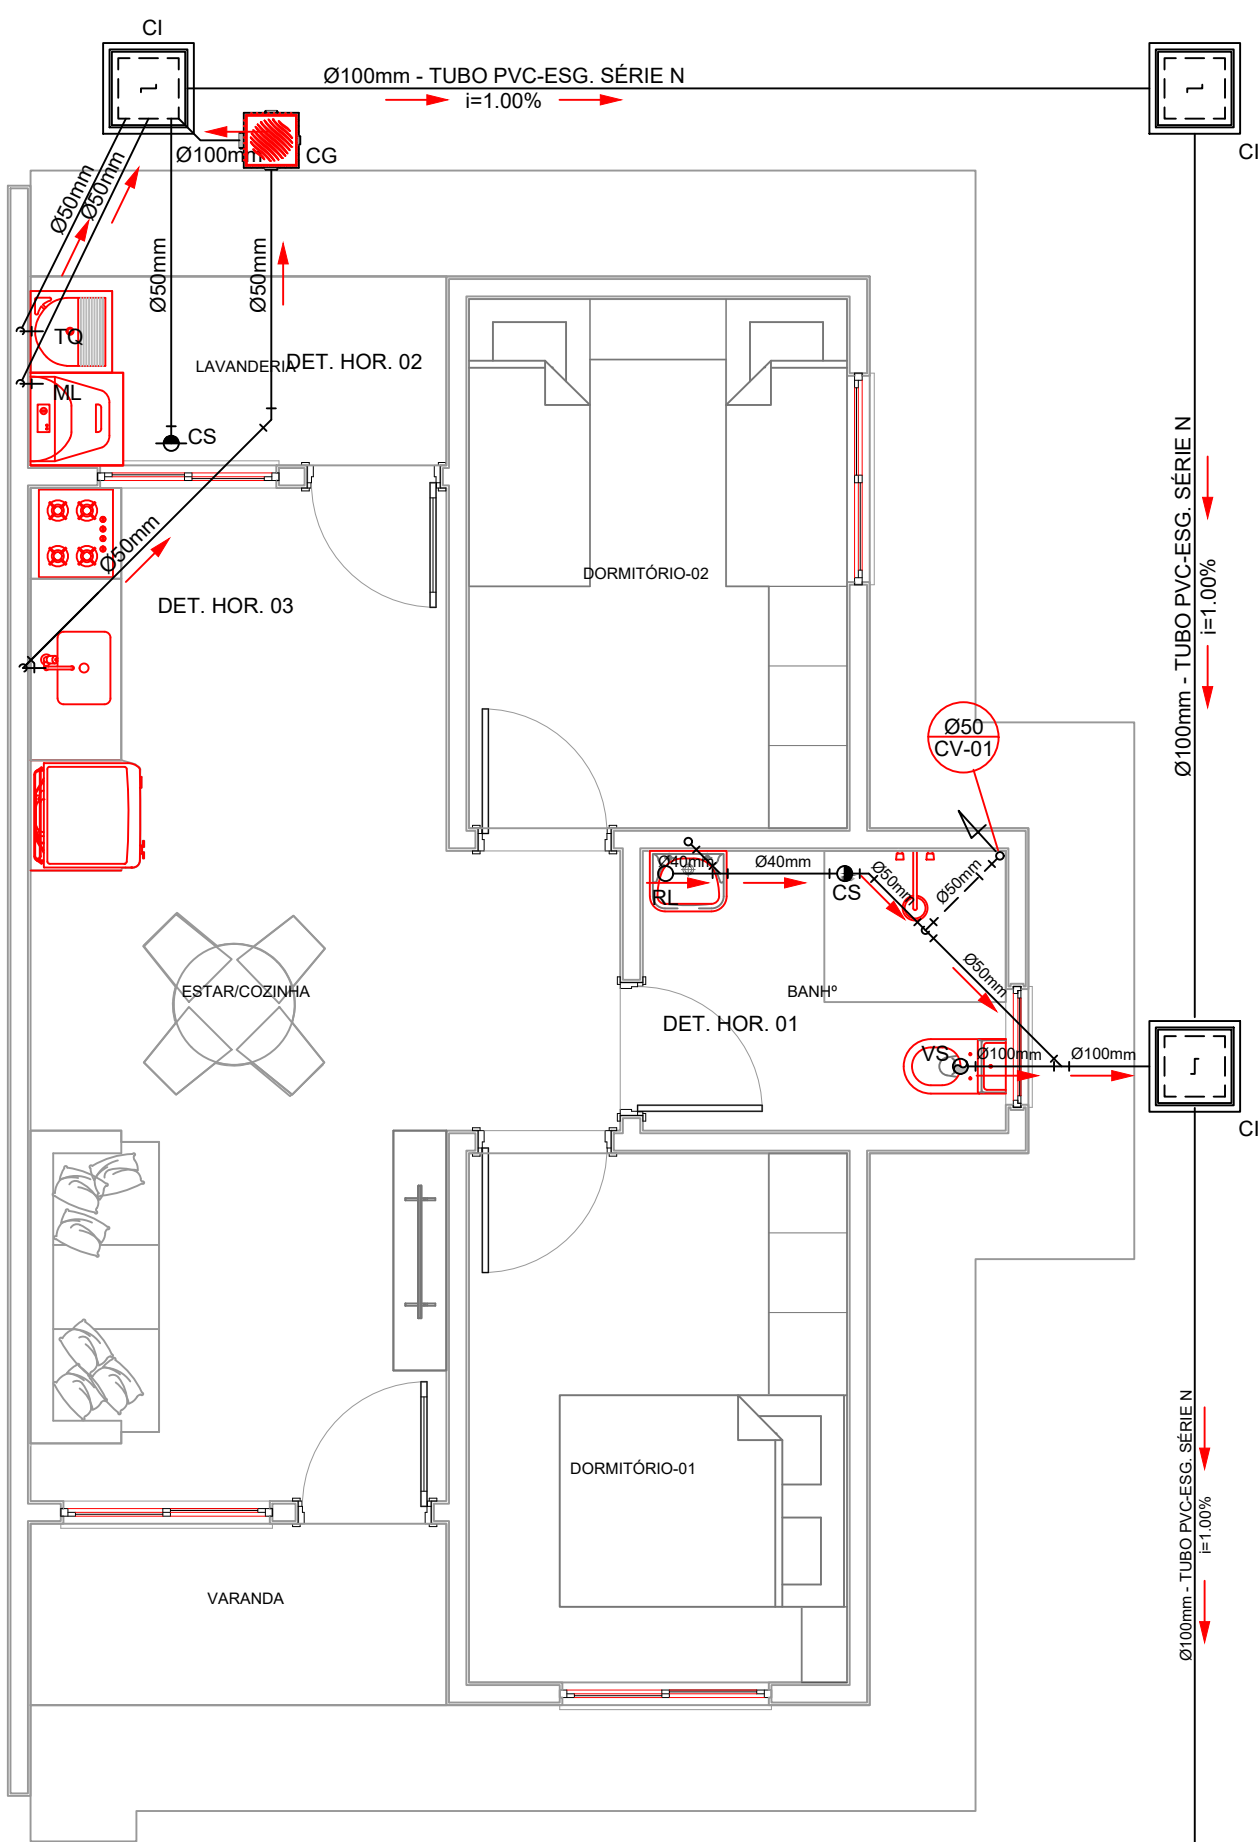 CI
Ø100mm - TUBO PVC-ESG. SÉRIE N
i=1.00%
CI
Ø100mm
CG
Ø50mm
Ø50mm
Ø50mm
Ø50mm
TQ
LAVANDERIA
DET. HOR. 02
ML
CS
Ø50mm
DORMITÓRIO-02
DET. HOR. 03
Ø100mm - TUBO PVC-ESG. SÉRIE N
i=1.00%
Ø50
CV-01
Ø40mm
Ø40mm
RL
CS
Ø50mm
Ø50mm
Ø50mm
ESTAR/COZINHA
BANHº
DET. HOR. 01
VS
Ø100mm
Ø100mm
CI
DORMITÓRIO-01
Ø100mm - TUBO PVC-ESG. SÉRIE N
i=1.00%
VARANDA